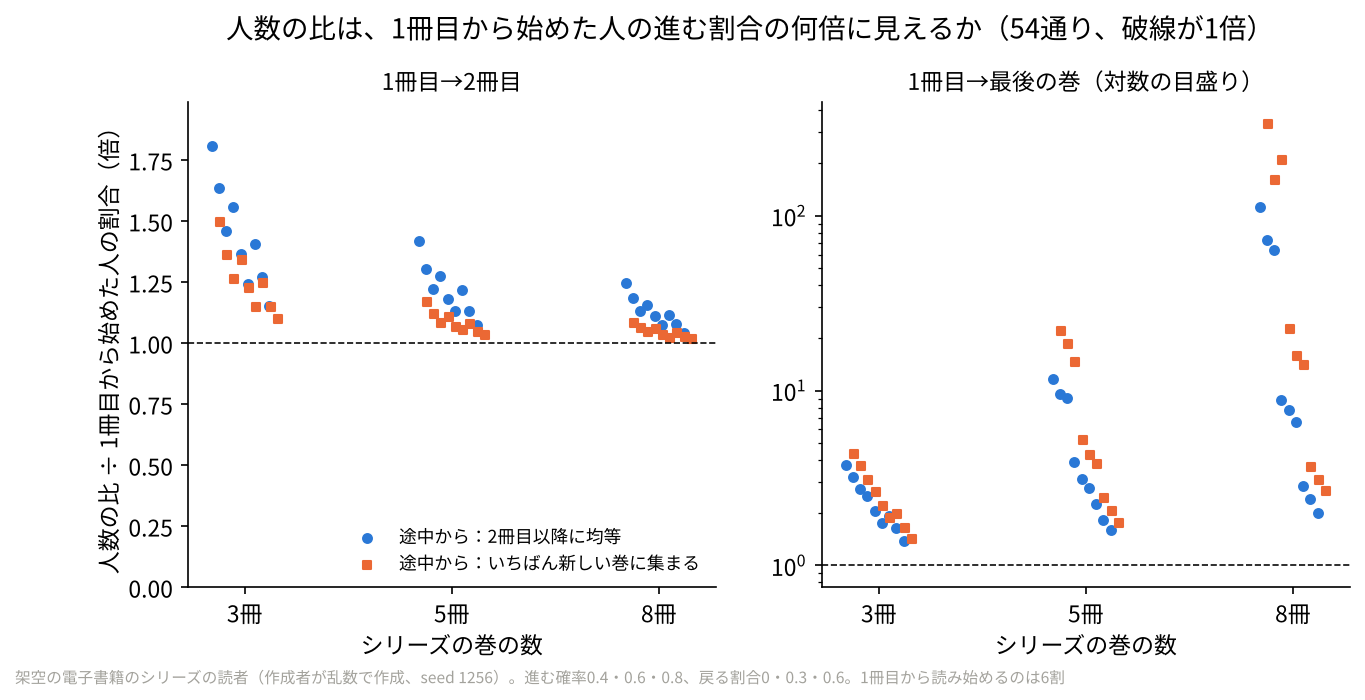 人数の比は、1冊目から始めた人の進む割合の何倍に見えるか（54通り、破線が1倍）
1冊目→2冊目
人数の比 ÷ 1冊目から始めた人の割合（倍）
1.75
1.50
1.25
1.00
0.75
0.50
0.25
0.00
途中から：2冊目以降に均等
途中から：いちばん新しい巻に集まる
3冊
5冊
8冊
シリーズの巻の数
1冊目→最後の巻（対数の目盛り）
10²
10¹
10⁰
3冊
5冊
8冊
シリーズの巻の数
架空の電子書籍のシリーズの読者（作成者が乱数で作成、seed 1256）。進む確率0.4・0.6・0.8、戻る割合0・0.3・0.6。1冊目から読み始めるのは6割